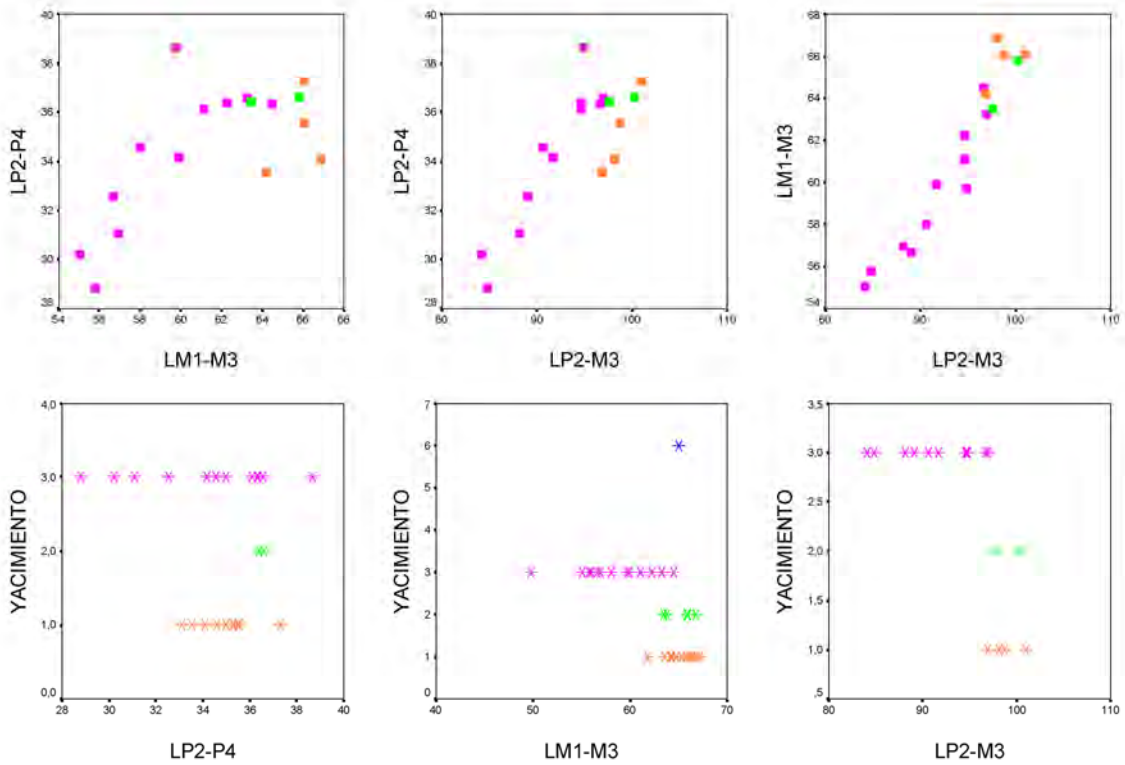 40
38
36
34
32
30
28
LP2-P4
54 56 58 60 62 64 66 68
LM1-M3
40
38
36
34
32
30
28
LP2-P4
80 90 100 110
LP2-M3
68
66
64
62
60
58
56
54
LM1-M3
80 90 100 110
LP2-M3
4,0
3,0
2,0
1,0
0,0
YACIMIENTO
28 30 32 34 36 38 40
LP2-P4
7
6
5
4
3
2
1
0
YACIMIENTO
40 50 60 70
LM1-M3
3,5
3,0
2,5
2,0
1,5
1,0
,5
YACIMIENTO
80 90 100 110
LP2-M3